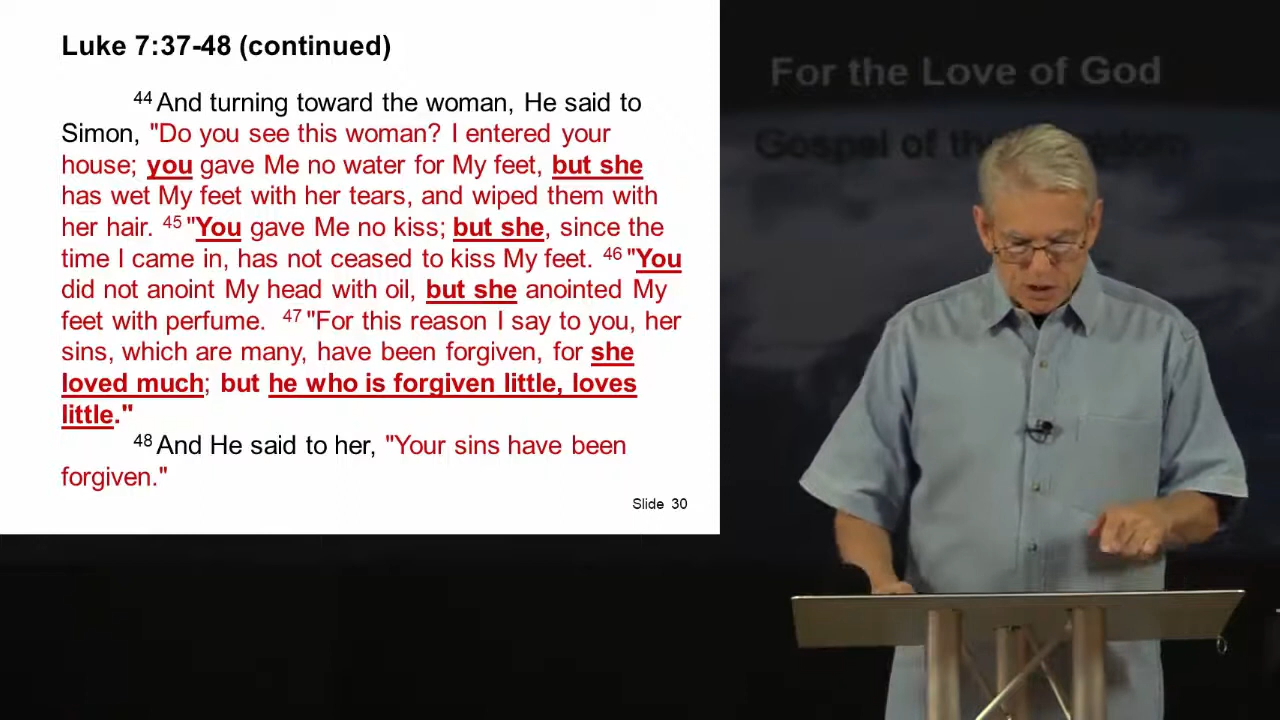 Luke 7:37-48 (continued)
44 And turning toward the woman, He said to
Simon, "Do you see this woman? I entered your
house; you gave Me no water for My feet, but she
has wet My feet with her tears, and wiped them with
her hair. 45 "You gave Me no kiss; but she, since the
time I came in, has not ceased to kiss My feet. 46 "You
did not anoint My head with oil, but she anointed My
feet with perfume. 47 "For this reason I say to you, her
sins, which are many, have been forgiven, for she
loved much; but he who is forgiven little, loves
little."
48 And He said to her, "Your sins have been
forgiven."
Slide 30
For the Love of God
Gospel of